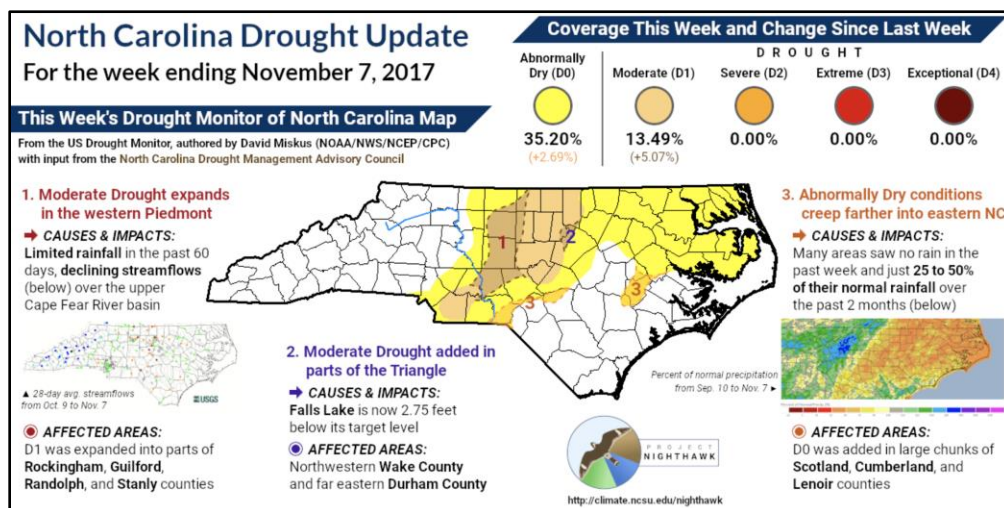 North Carolina Drought Update
For the week ending November 7, 2017
This Week's Drought Monitor of North Carolina Map
From the US Drought Monitor, authored by David Miskus (NOAA/NWS/NCEP/CPC)
with input from the North Carolina Drought Management Advisory Council
Coverage This Week and Change Since Last Week
D R O U G H T
Abnormally
Dry (D0)
Moderate (D1)
Severe (D2)
Extreme (D3)
Exceptional (D4)
35.20%
13.49%
0.00%
0.00%
0.00%
(+2.69%)
(+5.07%)
1. Moderate Drought expands
in the western Piedmont
➡ CAUSES & IMPACTS:
Limited rainfall in the past 60
days, declining streamflows
(below) over the upper
Cape Fear River basin
USGS
▲ 28-day avg. streamflows
from Oct. 9 to Nov. 7
AFFECTED AREAS:
D1 was expanded into parts of
Rockingham, Guilford,
Randolph, and Stanly counties
1
2
3
3
2. Moderate Drought added in
parts of the Triangle
➡ CAUSES & IMPACTS:
Falls Lake is now 2.75 feet
below its target level
AFFECTED AREAS:
Northwestern Wake County
and far eastern Durham County
PROJECT
NIGHTHAWK
http://climate.ncsu.edu/nighthawk
3. Abnormally Dry conditions
creep farther into eastern NC
➡ CAUSES & IMPACTS:
Many areas saw no rain in the
past week and just 25 to 50%
of their normal rainfall over
the past 2 months (below)
Percent of normal precipitation
from Sep. 10 to Nov. 7 ►
AFFECTED AREAS:
D0 was added in large chunks of
Scotland, Cumberland, and
Lenoir counties